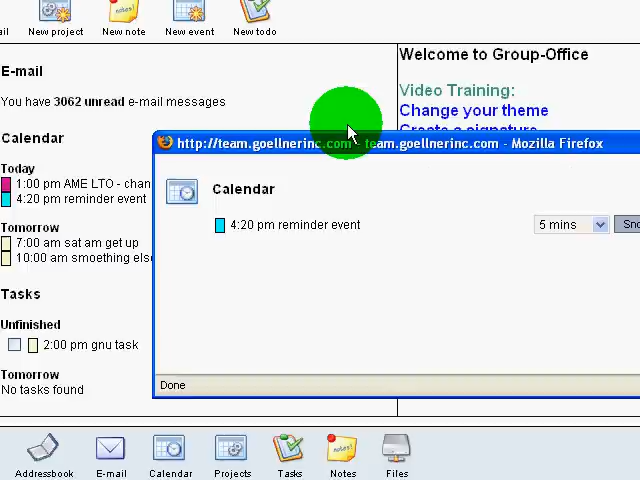 ail New project New note New event New todo
Welcome to Group-Office
E-mail
Video Training:
You have 3062 unread e-mail messages
Change your theme
Create a signature
Calendar
http://team.goellnerinc.com - team.goellnerinc.com - Mozilla Firefox
Today
1:00 pm AME LTO - chan
4:20 pm reminder event
Calendar
4:20 pm reminder event 5 mins Sno
Tomorrow
7:00 am sat am get up
10:00 am smoething else
Tasks
Unfinished
2:00 pm gnu task
Tomorrow
No tasks found
Done
Addressbook E-mail Calendar Projects Tasks Notes Files